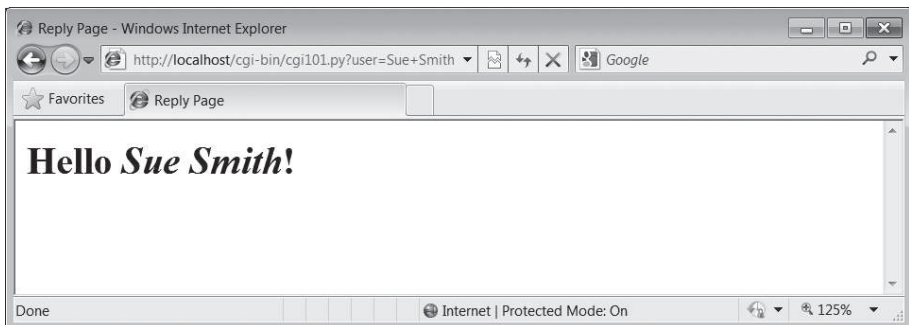 Reply Page - Windows Internet Explorer
http://localhost/cgi-bin/cgi101.py?user=Sue+Smith
Google
Favorites
Reply Page
Hello Sue Smith!
Done
Internet | Protected Mode: On
125%